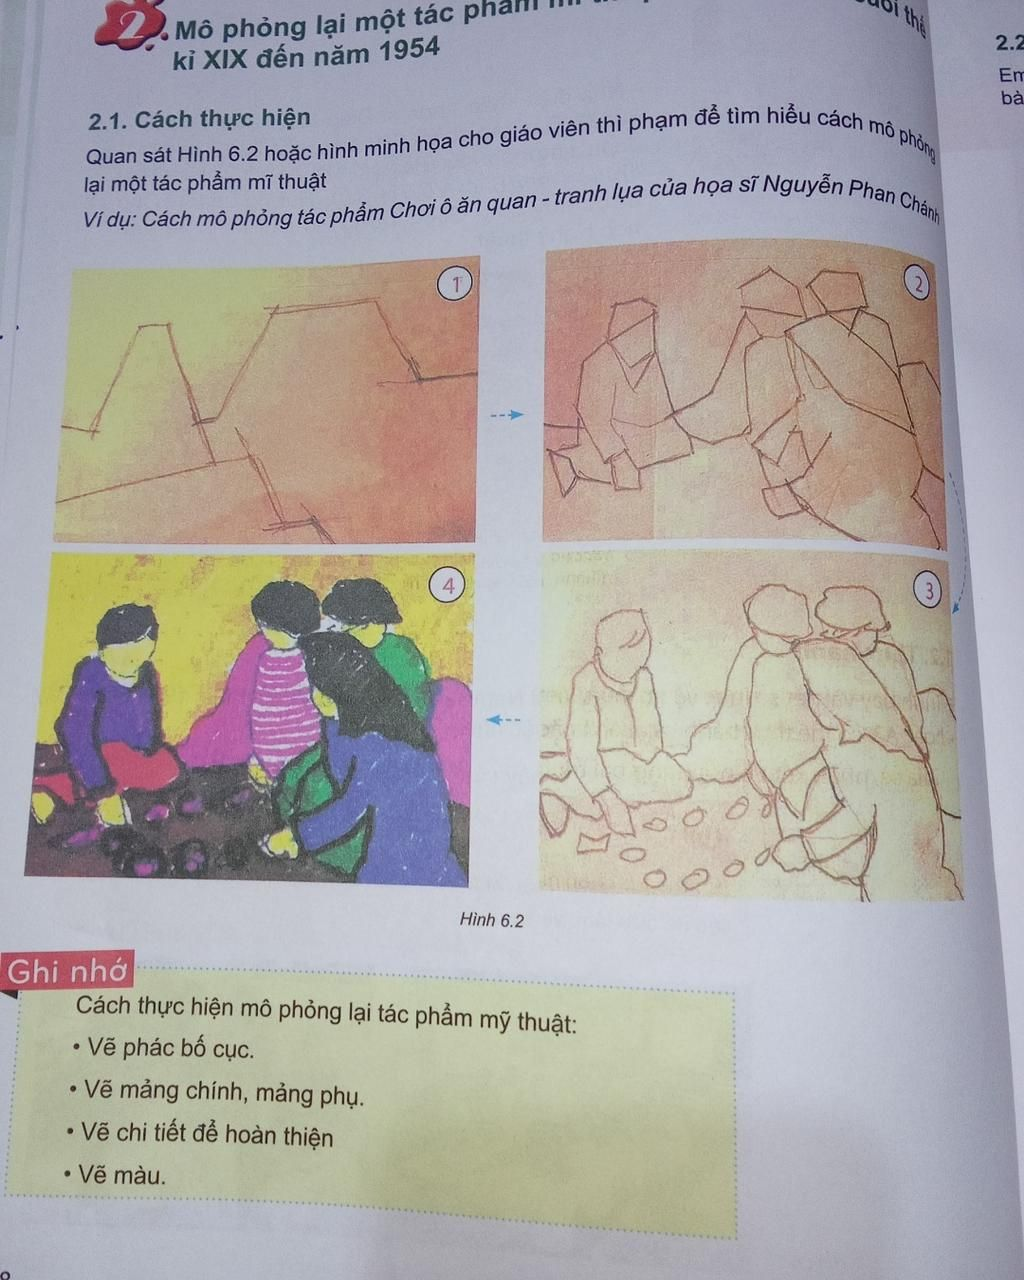 2
Mô phỏng lại một tác phẩm
kỉ XIX đến năm 1954
2.2
Em
bà
2.1. Cách thực hiện
Quan sát Hình 6.2 hoặc hình minh họa cho giáo viên thì phạm để tìm hiểu cách mô phỏng
lại một tác phẩm mĩ thuật
Ví dụ: Cách mô phỏng tác phẩm Chơi ô ăn quan - tranh lụa của họa sĩ Nguyễn Phan Chánh
1
2
4
3
Hình 6.2
Ghi nhớ
Cách thực hiện mô phỏng lại tác phẩm mỹ thuật:
• Vẽ phác bố cục.
• Vẽ mảng chính, mảng phụ.
• Vẽ chi tiết để hoàn thiện
• Vẽ màu.